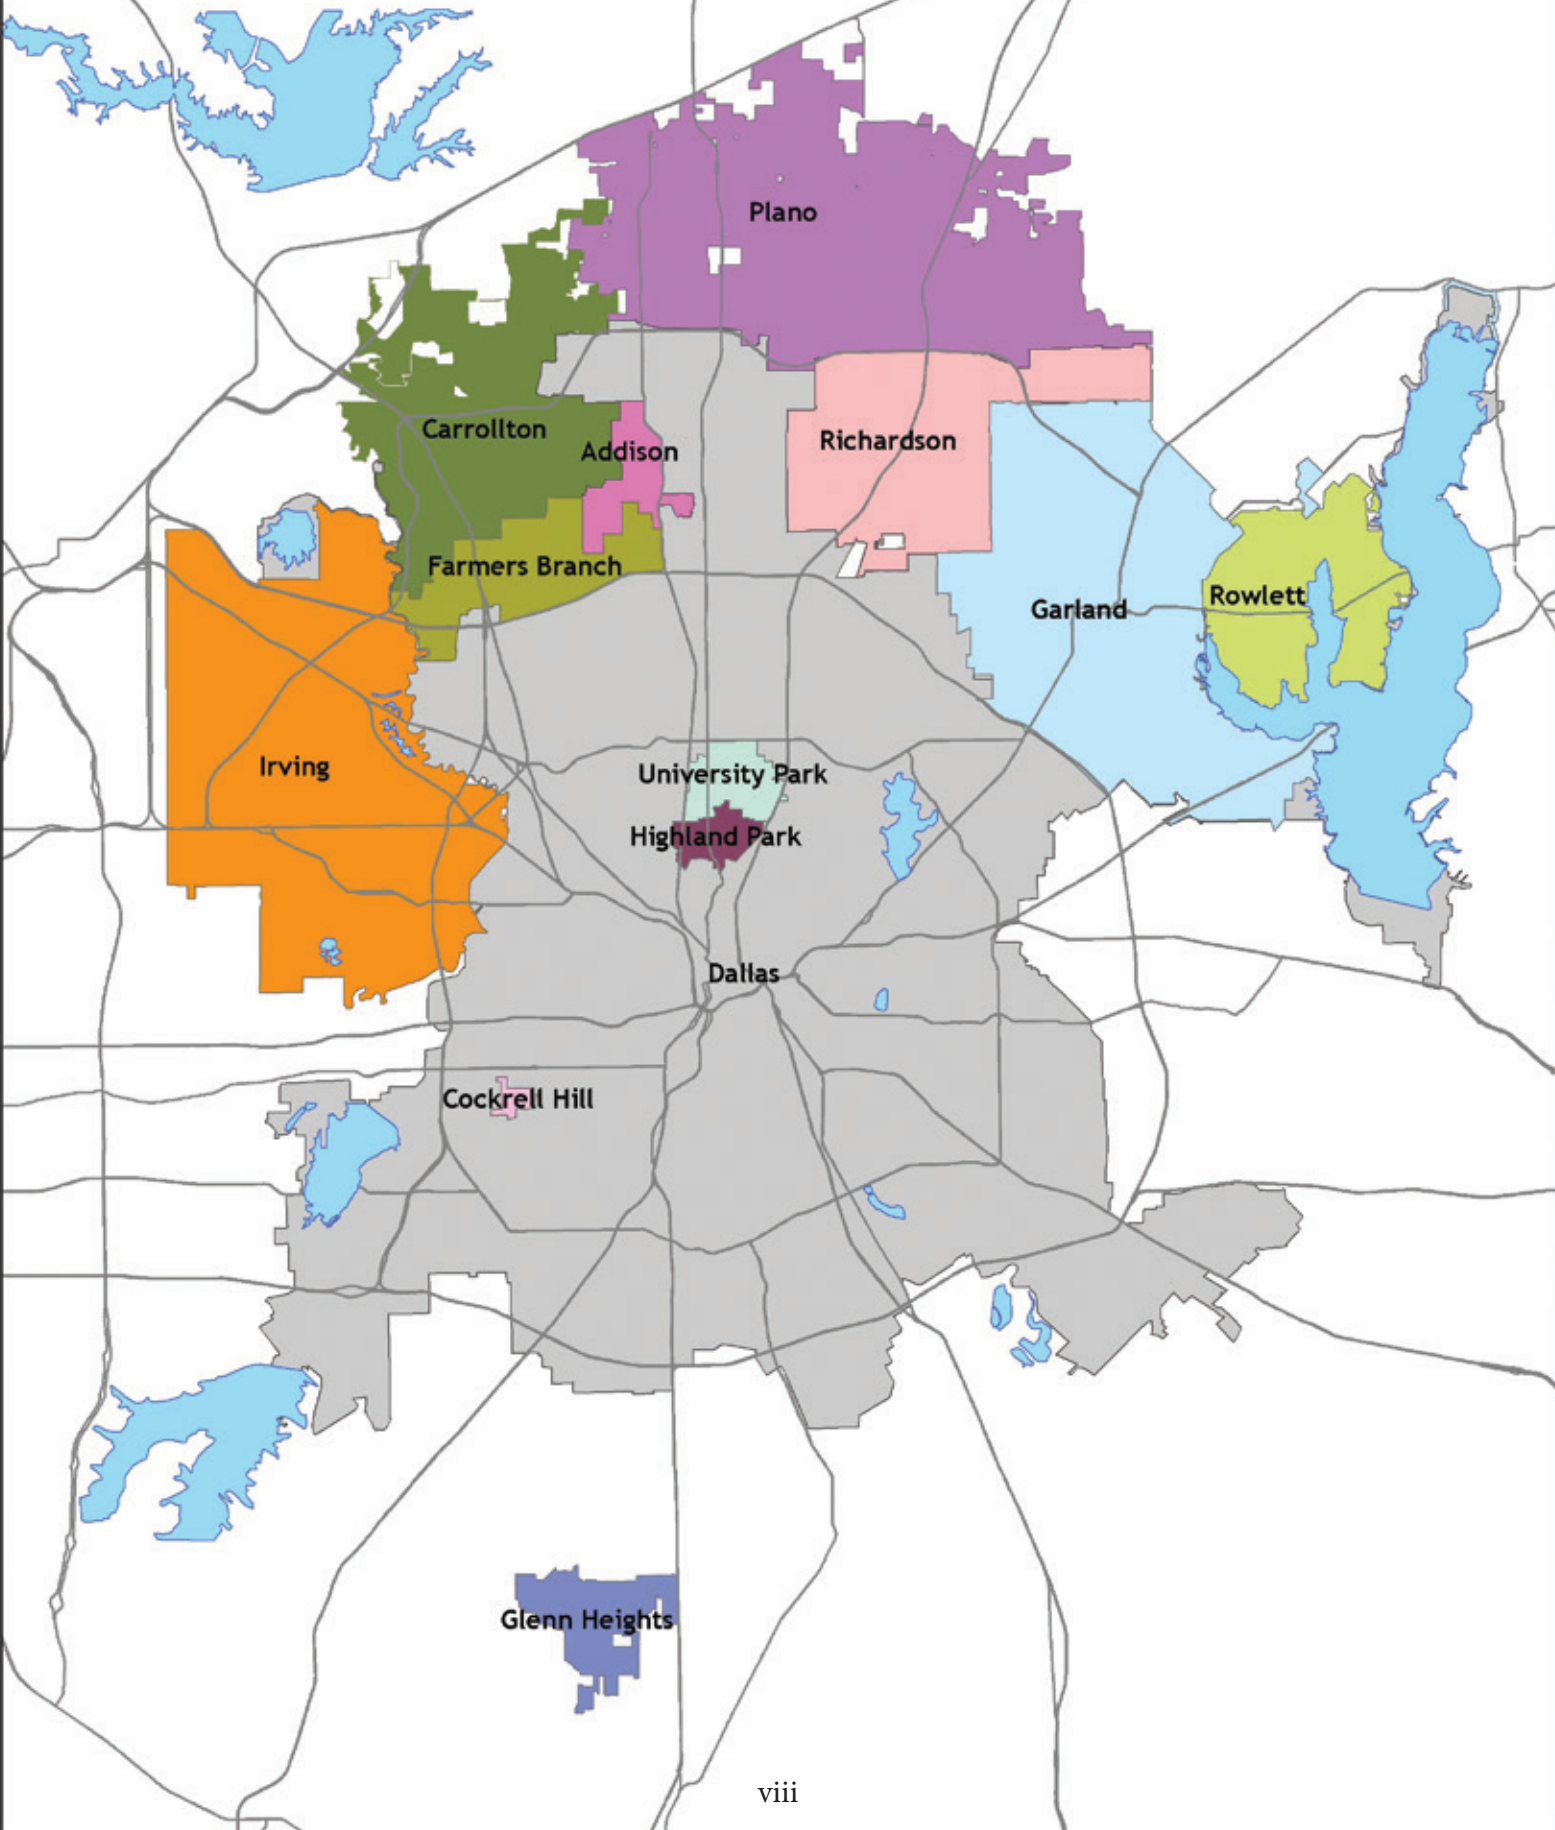 Plano
Carrollton
Addison
Richardson
Farmers Branch
Garland
Rowlett
Irving
University Park
Highland Park
Dallas
Cockrell Hill
Glenn Heights
viii